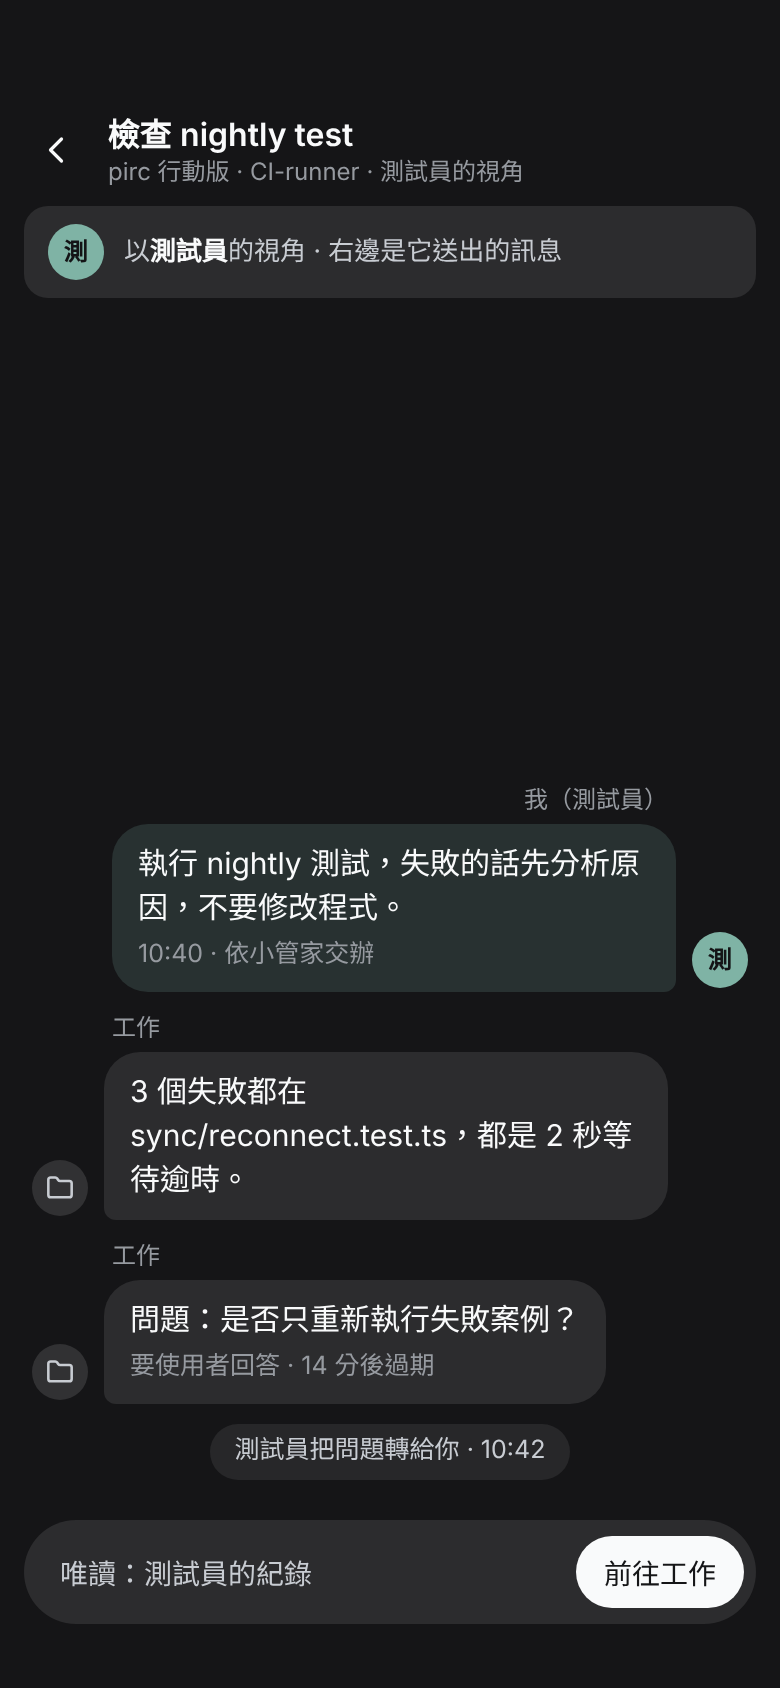 檢查 nightly test
pirc 行動版 · CI-runner · 測試員的視角
測 以測試員的視角 · 右邊是它送出的訊息
我（測試員）
執行 nightly 測試，失敗的話先分析原
因，不要修改程式。
10:40 · 依小管家交辦
測
工作
3 個失敗都在
sync/reconnect.test.ts，都是 2 秒等
待逾時。
工作
問題：是否只重新執行失敗案例？
要使用者回答 · 14 分後過期
測試員把問題轉給你 · 10:42
唯讀：測試員的紀錄 前往工作